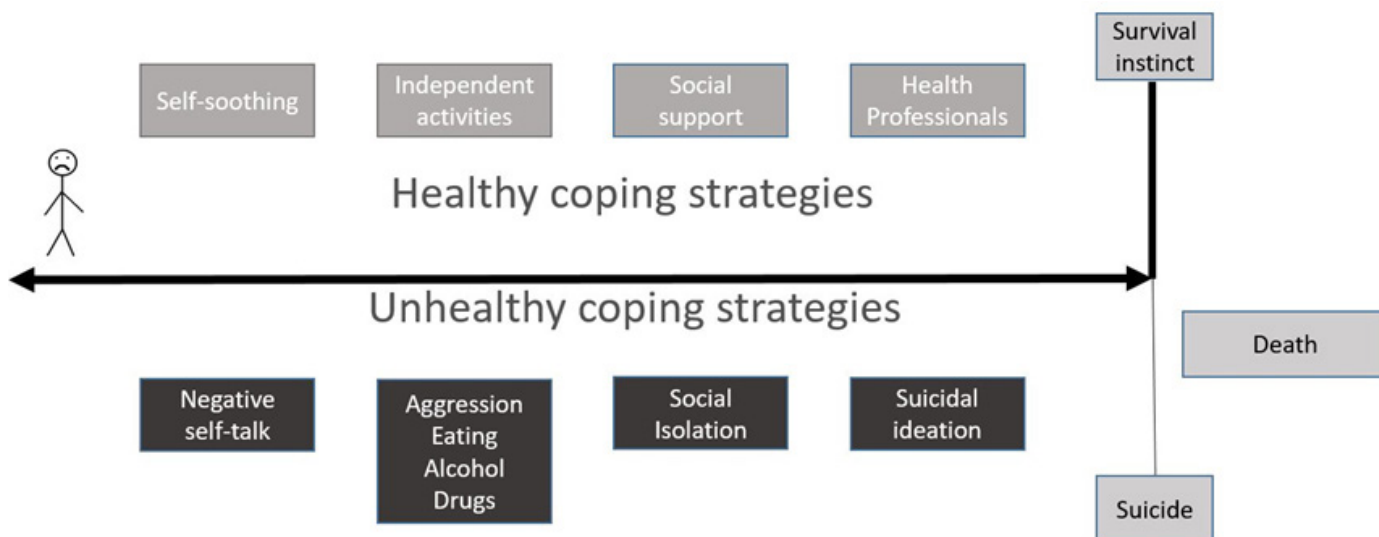 Survival
instinct
Self-soothing
Independent
activities
Social
support
Health
Professionals
Healthy coping strategies
Unhealthy coping strategies
Death
Negative
self-talk
Aggression
Eating
Alcohol
Drugs
Social
Isolation
Suicidal
ideation
Suicide